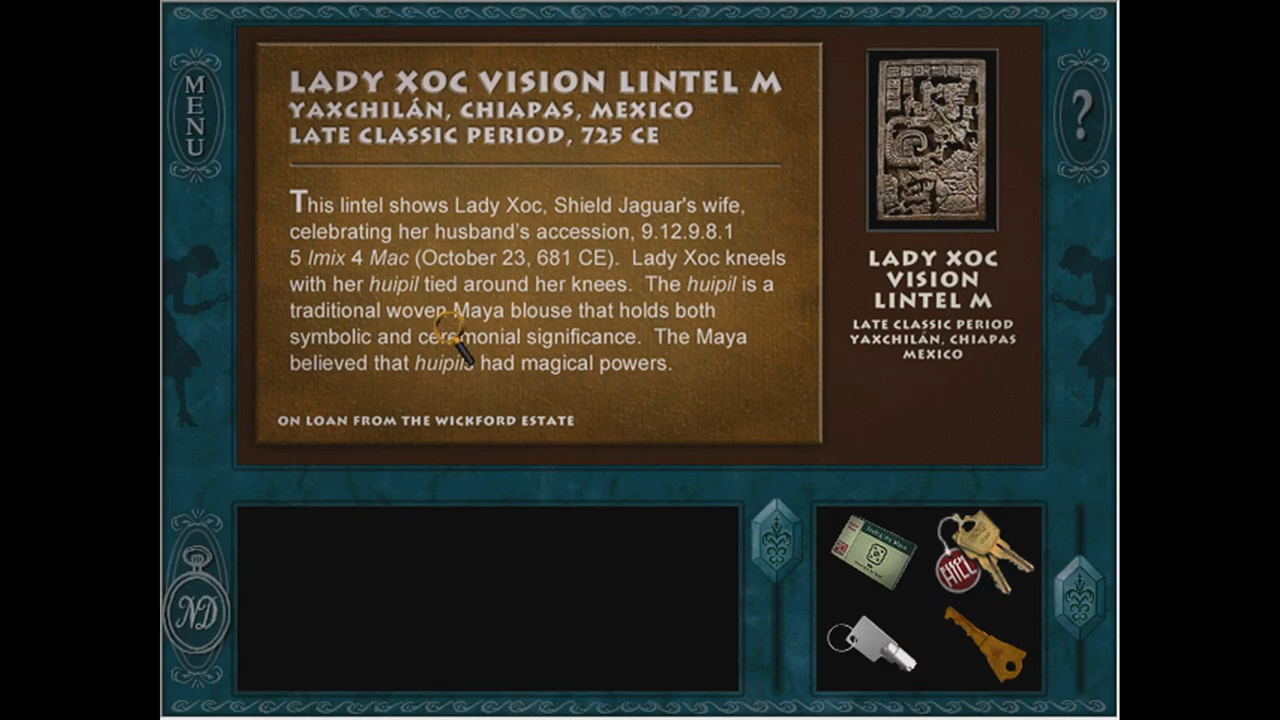 MENU
LADY XOC VISION LINTEL M
YAXCHILÁN, CHIAPAS, MEXICO
LATE CLASSIC PERIOD, 725 CE
This lintel shows Lady Xoc, Shield Jaguar's wife,
celebrating her husband's accession, 9.12.9.8.1
5 Imix 4 Mac (October 23, 681 CE). Lady Xoc kneels
with her huipil tied around her knees. The huipil is a
traditional woven Maya blouse that holds both
symbolic and ceremonial significance. The Maya
believed that huipils had magical powers.
ON LOAN FROM THE WICKFORD ESTATE
LADY XOC
VISION
LINTEL M
LATE CLASSIC PERIOD
YAXCHILÁN, CHIAPAS
MEXICO
?
ND